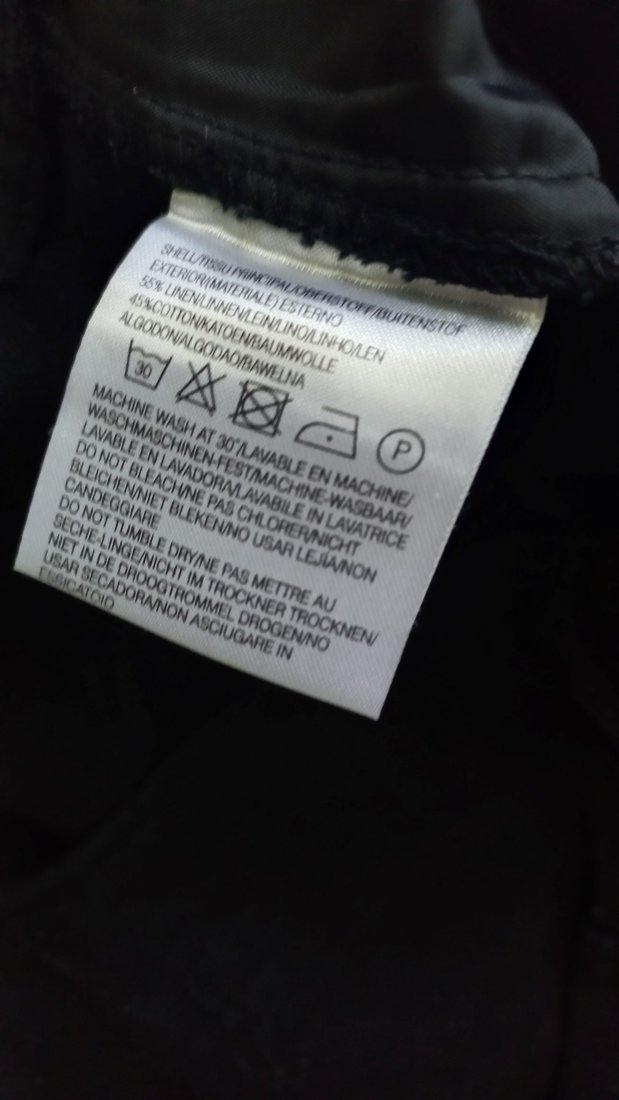 SHELL/TISSU PRINCIPAL/OBERSTOFF/BUITENSTOF
EXTERIOR/MATERIALE) ESTERNO
55% LINEN/LINNEN/LEIN/LINO/LINHO/LEN
45%COTTON/KATOEN/BAUMWOLLE
ALGODON/ALGODAO/BAWELNA
30 P
MACHINE WASH AT 30°/LAVABLE EN MACHINE/
WASCHMASCHINEN-FEST/MACHINE-WASBAAR/
LAVABLE EN LAVADORA/LAVABILE IN LAVATRICE
DO NOT BLEACH/NE PAS CHLORER/NICHT
BLEICHEN/NIET BLEKEN/NO USAR LEJÍA/NON
CANDEGGIARE
DO NOT TUMBLE DRY/NE PAS METTRE AU
SECHE-LINGE/NICHT IM TROCKNER TROCKNEN/
NIET IN DE DROOGTROMMEL DROGEN/NO
USAR SECADORA/NON ASCIUGARE IN
ESSICATOIO